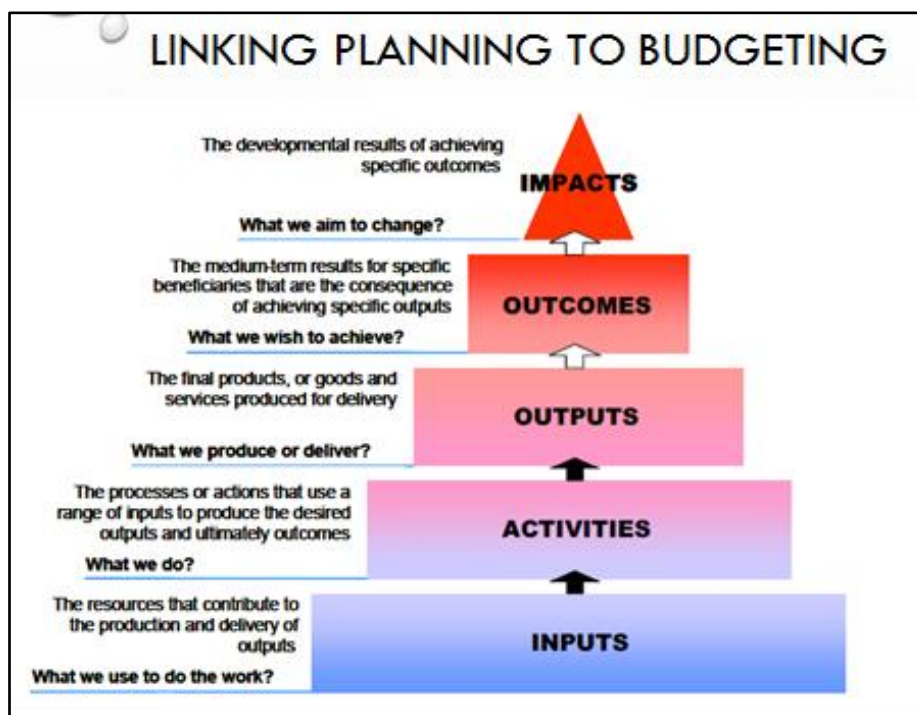 LINKING PLANNING TO BUDGETING
The developmental results of achieving
specific outcomes
IMPACTS
What we aim to change?
The medium-term results for specific
beneficiaries that are the consequence
of achieving specific outputs
OUTCOMES
What we wish to achieve?
The final products, or goods and
services produced for delivery
OUTPUTS
What we produce or deliver?
The processes or actions that use a
range of inputs to produce the desired
outputs and ultimately outcomes
ACTIVITIES
What we do?
The resources that contribute to
the production and delivery of
outputs
INPUTS
What we use to do the work?